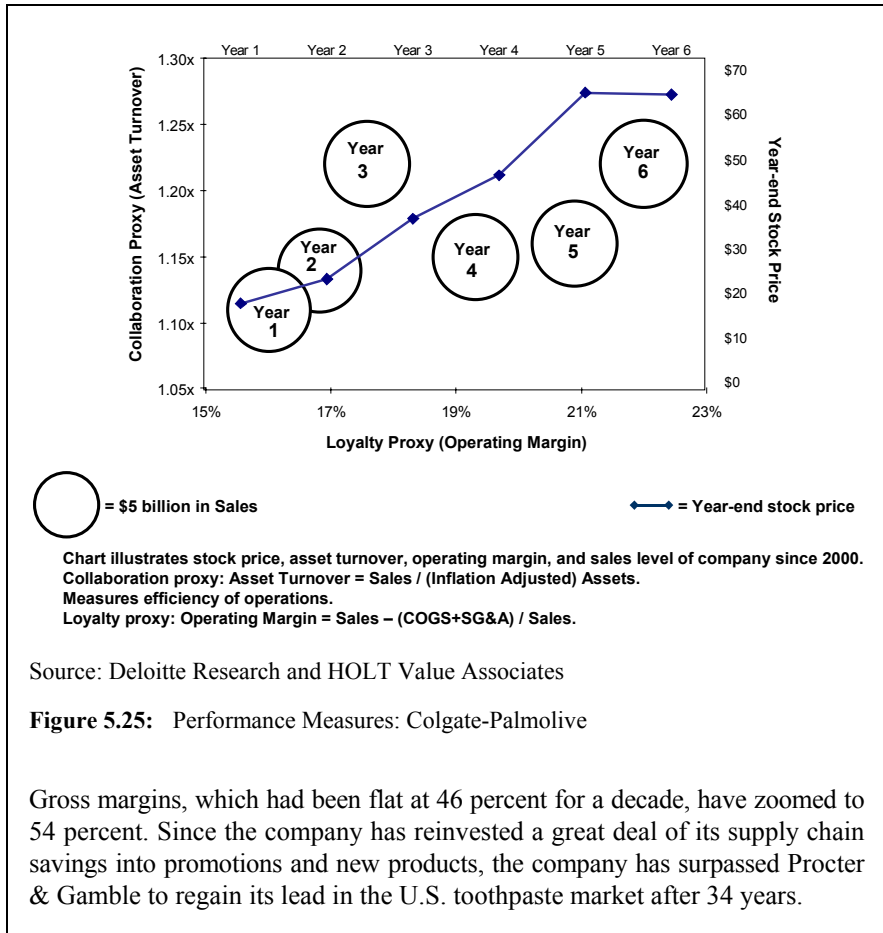 Year 1 Year 2 Year 3 Year 4 Year 5 Year 6
1.30x
1.25x
1.20x
1.15x
1.10x
1.05x
Collaboration Proxy (Asset Turnover)
Year
3
Year
6
Year
2
Year
4
Year
5
Year
1
$70
$60
$50
$40
$30
$20
$10
$0
Year-end Stock Price
15% 17% 19% 21% 23%
Loyalty Proxy (Operating Margin)
= $5 billion in Sales
= Year-end stock price
Chart illustrates stock price, asset turnover, operating margin, and sales level of company since 2000.
Collaboration proxy: Asset Turnover = Sales / (Inflation Adjusted) Assets.
Measures efficiency of operations.
Loyalty proxy: Operating Margin = Sales – (COGS+SG&A) / Sales.
Source: Deloitte Research and HOLT Value Associates
Figure 5.25: Performance Measures: Colgate-Palmolive
Gross margins, which had been flat at 46 percent for a decade, have zoomed to
54 percent. Since the company has reinvested a great deal of its supply chain
savings into promotions and new products, the company has surpassed Procter
& Gamble to regain its lead in the U.S. toothpaste market after 34 years.